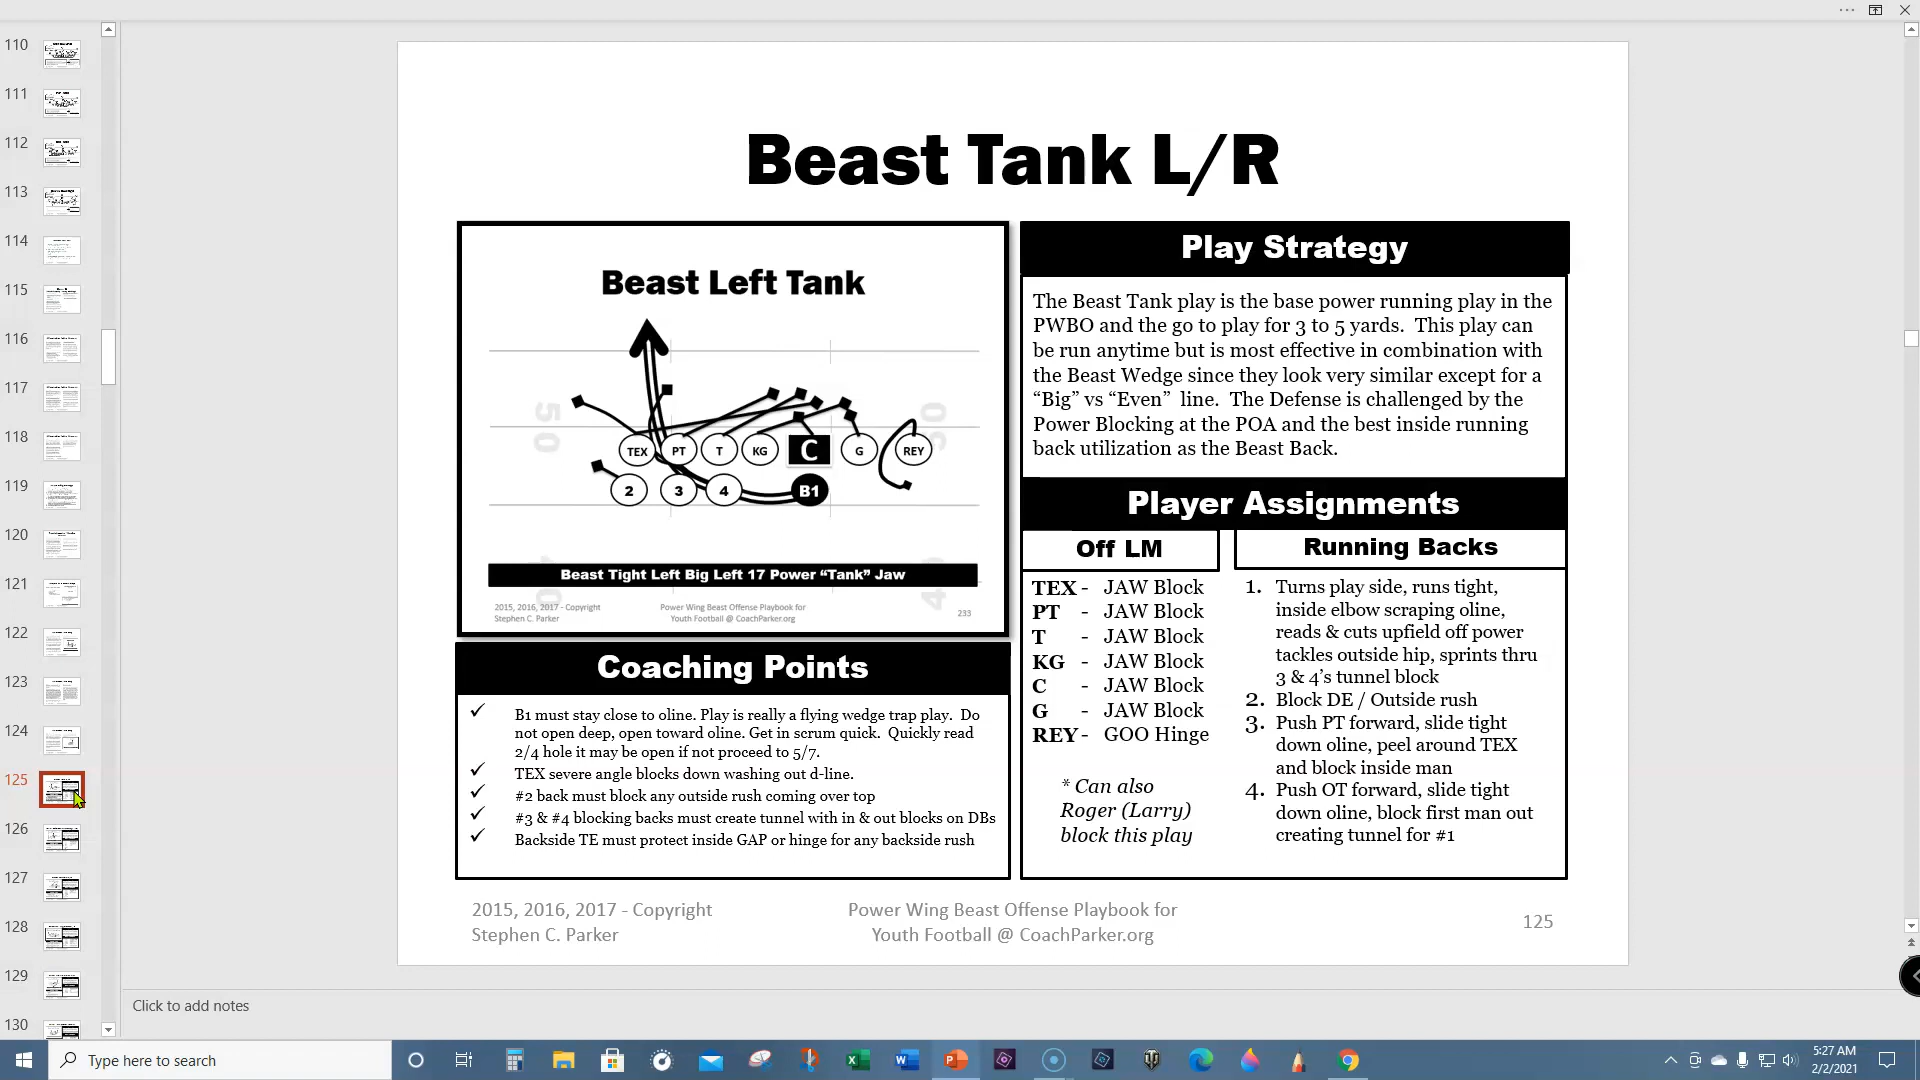 110
111
112
113
114
115
116
117
118
119
120
121
122
123
124
125
126
127
128
129
130
Beast Tank L/R
Beast Left Tank
TEX PT T KG C G REY
2 3 4 B1
Beast Tight Left Big Left 17 Power “Tank” Jaw
2015, 2016, 2017 - Copyright
Stephen C. Parker
Power Wing Beast Offense Playbook for
Youth Football @ CoachParker.org
233
Coaching Points
✓ B1 must stay close to oline. Play is really a flying wedge trap play. Do
not open deep, open toward oline. Get in scrum quick. Quickly read
2/4 hole it may be open if not proceed to 5/7.
✓ TEX severe angle blocks down washing out d-line.
✓ #2 back must block any outside rush coming over top
✓ #3 & #4 blocking backs must create tunnel with in & out blocks on DBs
✓ Backside TE must protect inside GAP or hinge for any backside rush
Play Strategy
The Beast Tank play is the base power running play in the
PWBO and the go to play for 3 to 5 yards. This play can
be run anytime but is most effective in combination with
the Beast Wedge since they look very similar except for a
“Big” vs “Even” line. The Defense is challenged by the
Power Blocking at the POA and the best inside running
back utilization as the Beast Back.
Player Assignments
Off LM
TEX - JAW Block
PT - JAW Block
T - JAW Block
KG - JAW Block
C - JAW Block
G - JAW Block
REY - GOO Hinge
* Can also
Roger (Larry)
block this play
Running Backs
1. Turns play side, runs tight,
inside elbow scraping oline,
reads & cuts upfield off power
tackles outside hip, sprints thru
3 & 4’s tunnel block
2. Block DE / Outside rush
3. Push PT forward, slide tight
down oline, peel around TEX
and block inside man
4. Push OT forward, slide tight
down oline, block first man out
creating tunnel for #1
2015, 2016, 2017 - Copyright
Stephen C. Parker
Power Wing Beast Offense Playbook for
Youth Football @ CoachParker.org
125
Click to add notes
Type here to search
5:27 AM
2/2/2021